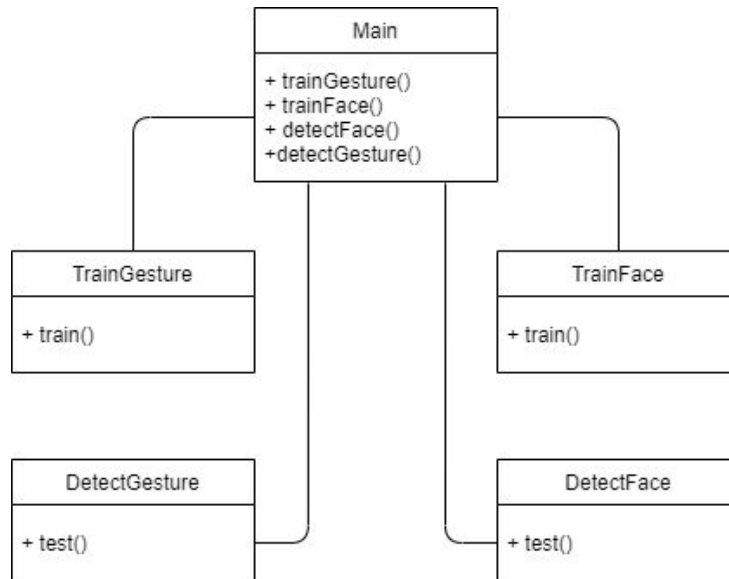 Main
+ trainGesture()
+ trainFace()
+ detectFace()
+detectGesture()
TrainGesture
+ train()
TrainFace
+ train()
DetectGesture
+ test()
DetectFace
+ test()